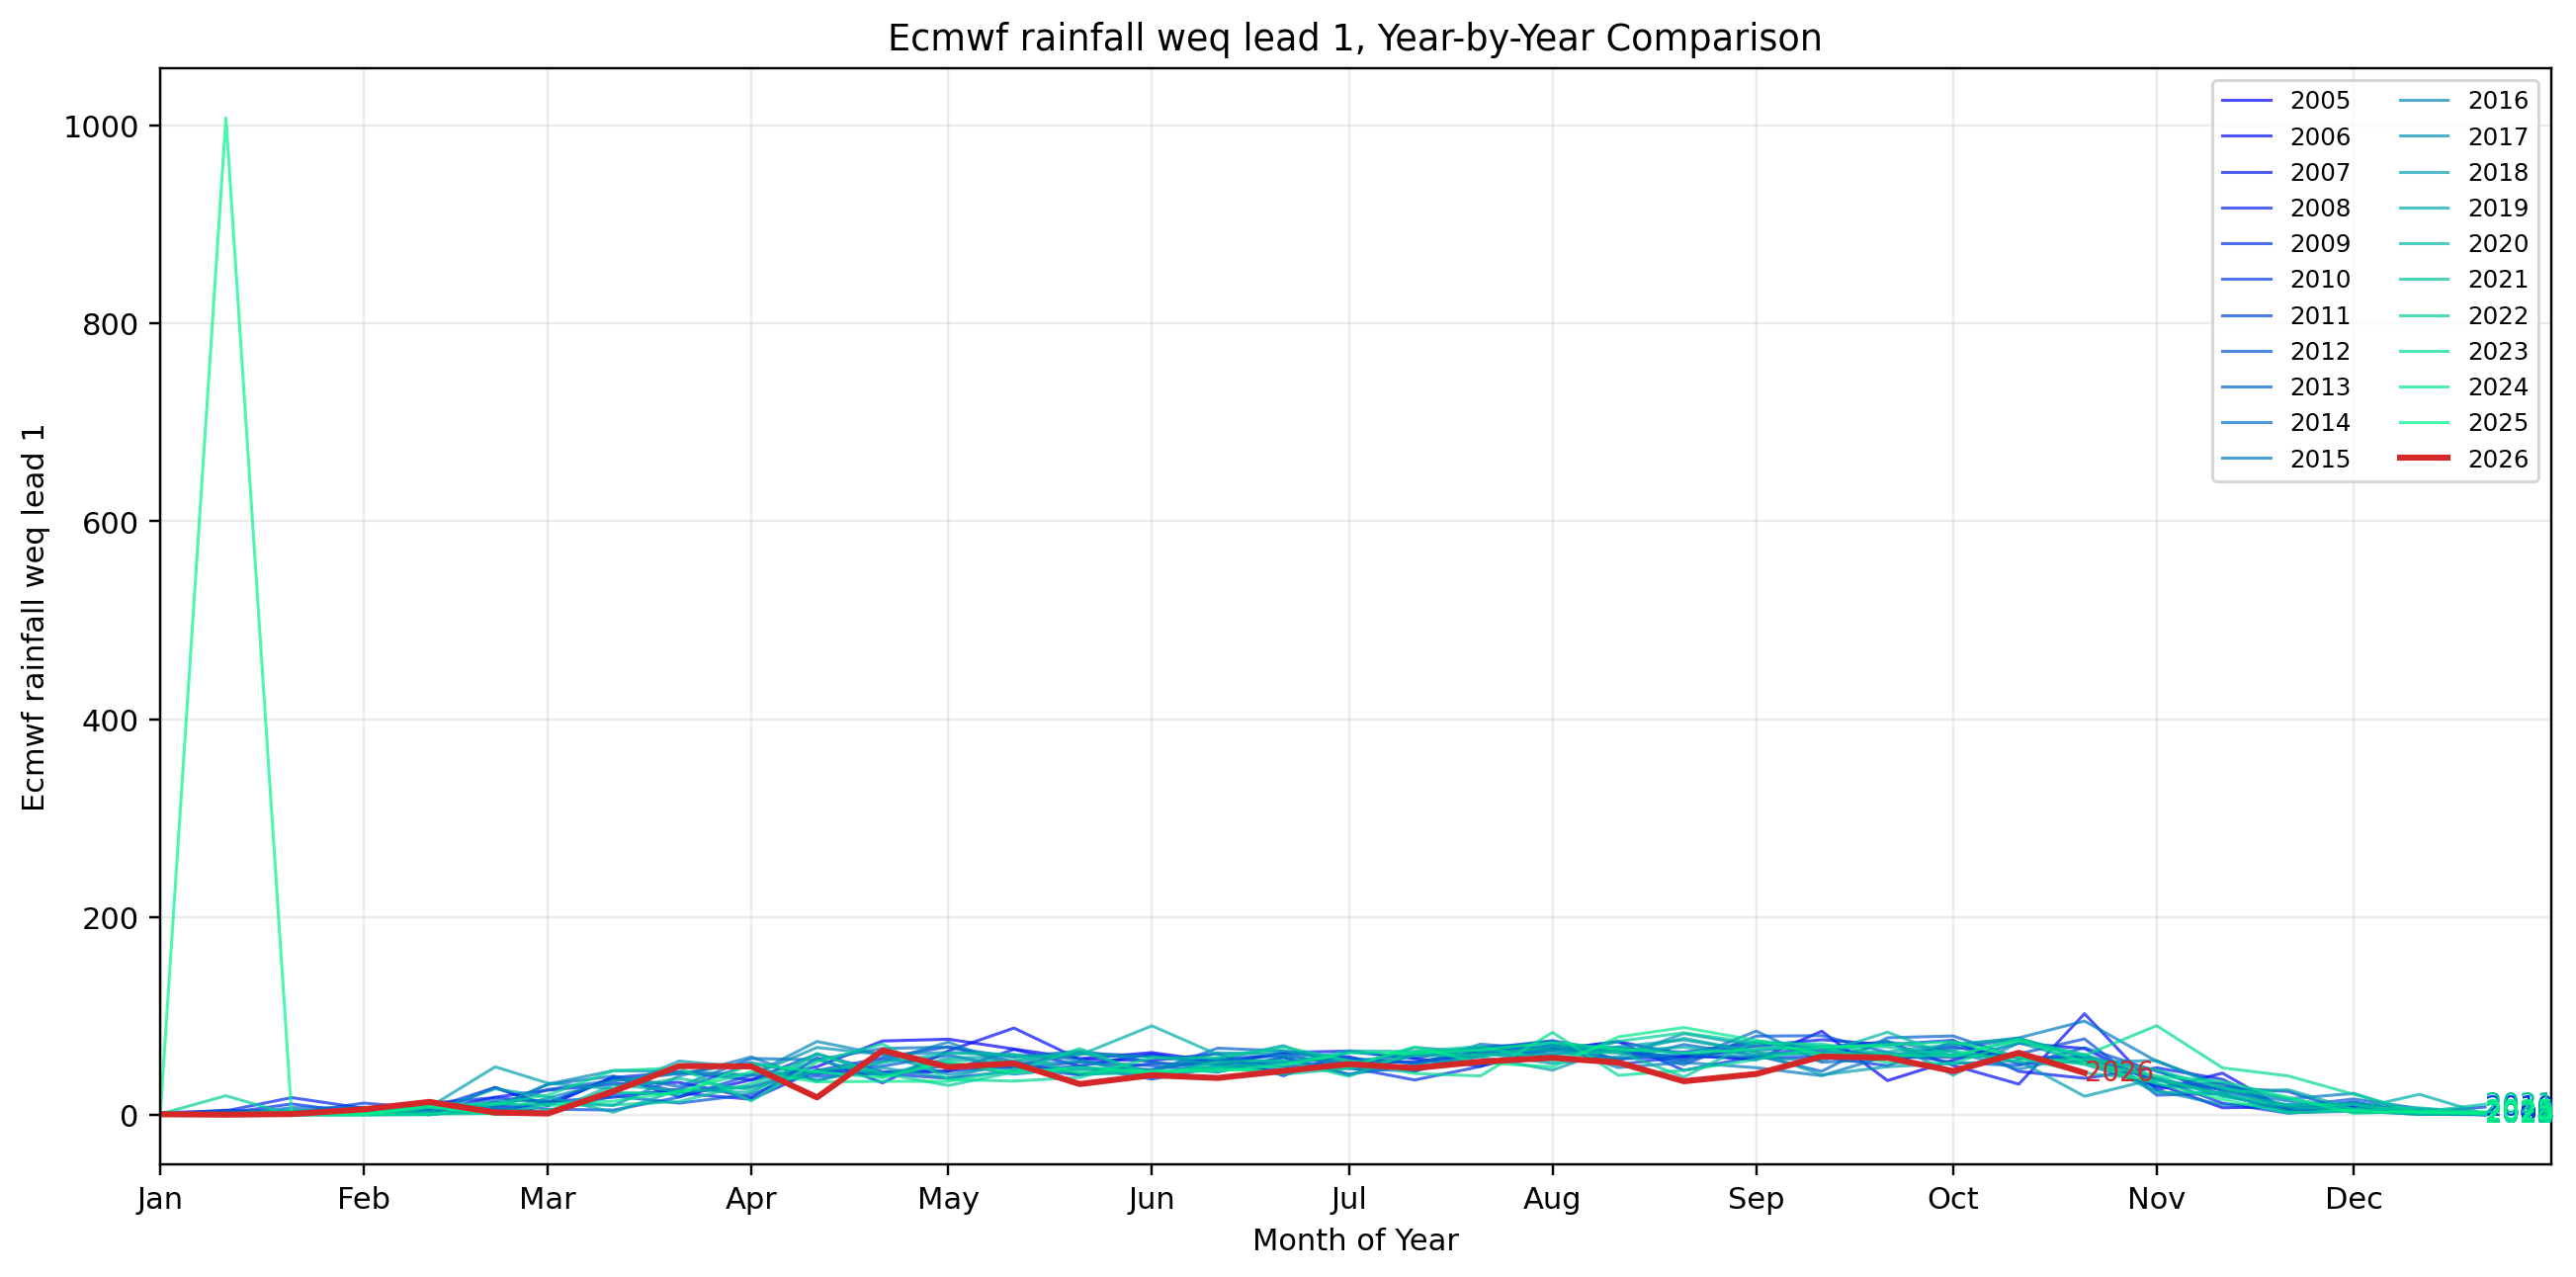 Ecmwf rainfall weq lead 1, Year-by-Year Comparison
Ecmwf rainfall weq lead 1
1000
800
600
400
200
0
2005
2006
2007
2008
2009
2010
2011
2012
2013
2014
2015
2016
2017
2018
2019
2020
2021
2022
2023
2024
2025
2026
2026
Jan
Feb
Mar
Apr
May
Jun
Jul
Aug
Sep
Oct
Nov
Dec
Month of Year